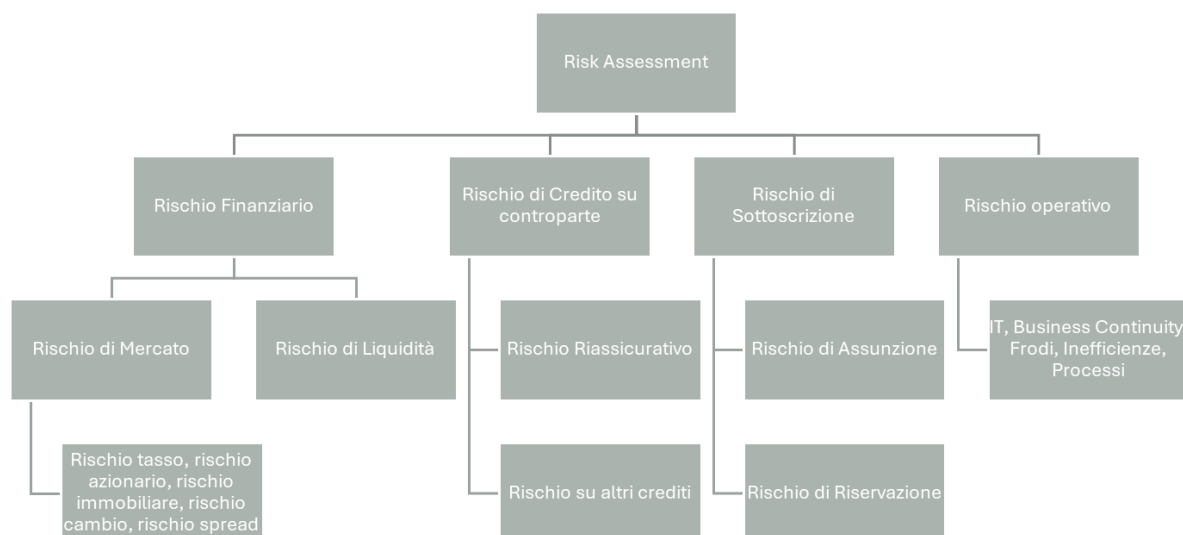 Risk Assessment
Rischio Finanziario
Rischio di Credito su
controparte
Rischio di
Sottoscrizione
Rischio operativo
Rischio di Mercato
Rischio di Liquidità
Rischio Riassicurativo
Rischio di Assunzione
IT, Business Continuity,
Frodi, Inefficienze,
Processi
Rischio tasso, rischio
azionario, rischio
immobiliare, rischio
cambio, rischio spread
Rischio su altri crediti
Rischio di Riservazione